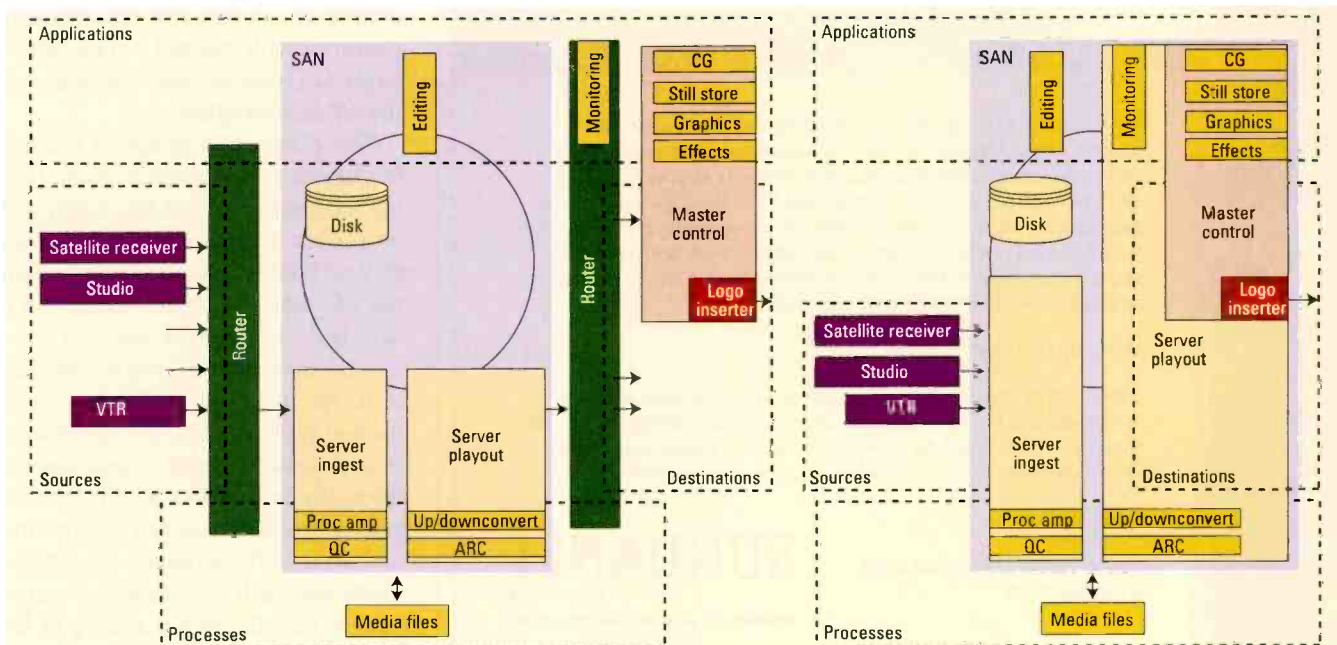 Applications
SAN
Editing
Monitoring
CG
Still store
Graphics
Effects
Disk
Master
control
Logo
inserter
Satellite receiver
Studio
VTR
Router
Router
Server
ingest
Server
playout
Sources
Destinations
Proc amp
Up/downconvert
QC
ARC
Media files
Processes
Applications
SAN
Editing
Monitoring
CG
Still store
Graphics
Effects
Disk
Master
control
Logo
inserter
Satellite receiver
Studio
VTR
Server
playout
Server
ingest
Sources
Destinations
Proc amp
Up/downconvert
QC
ARC
Media files
Processes